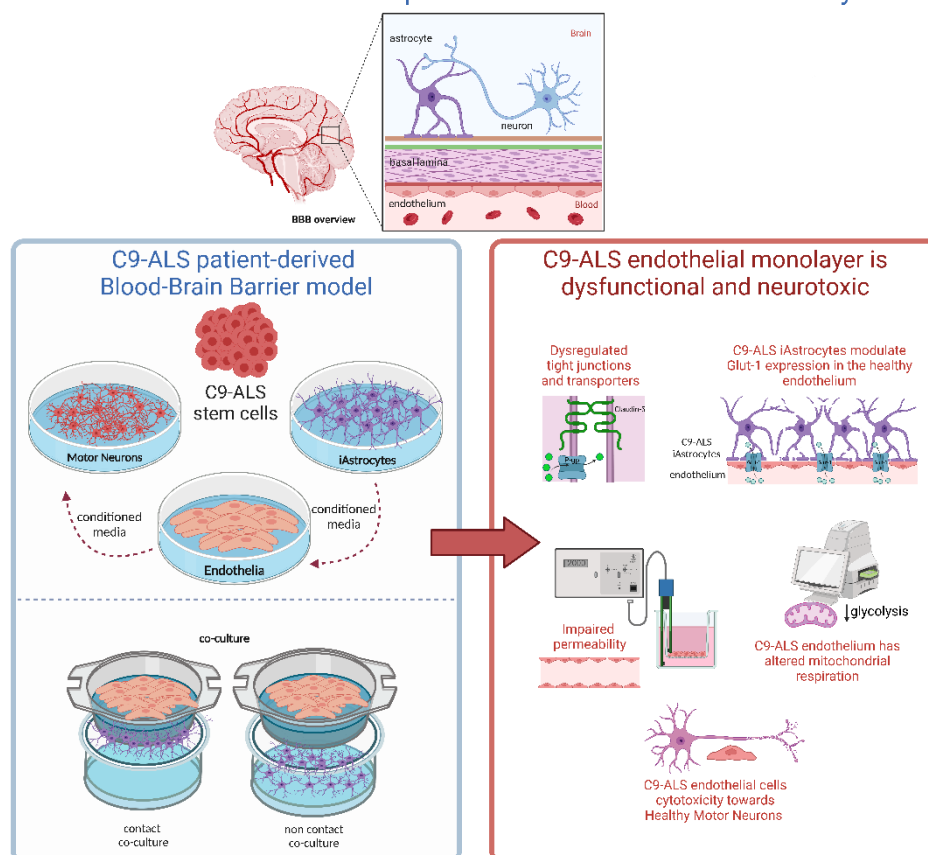 astrocyte
Brain
neuron
basal lamina
endothelium
Blood
BBB overview
C9-ALS patient-derived
Blood-Brain Barrier model
C9-ALS
stem cells
Motor Neurons
iAstrocytes
conditioned
media
conditioned
media
Endothelia
co-culture
contact
co-culture
non contact
co-culture
C9-ALS endothelial monolayer is
dysfunctional and neurotoxic
Dysregulated
tight junctions
and transporters
Claudin-5
P-gp
C9-ALS iAstrocytes modulate
Glut-1 expression in the healthy
endothelium
C9-ALS
iAstrocytes
endothelium
Impaired
permeability
glycolysis
C9-ALS endothelium has
altered mitochondrial
respiration
C9-ALS endothelial cells
cytotoxicity towards
Healthy Motor Neurons